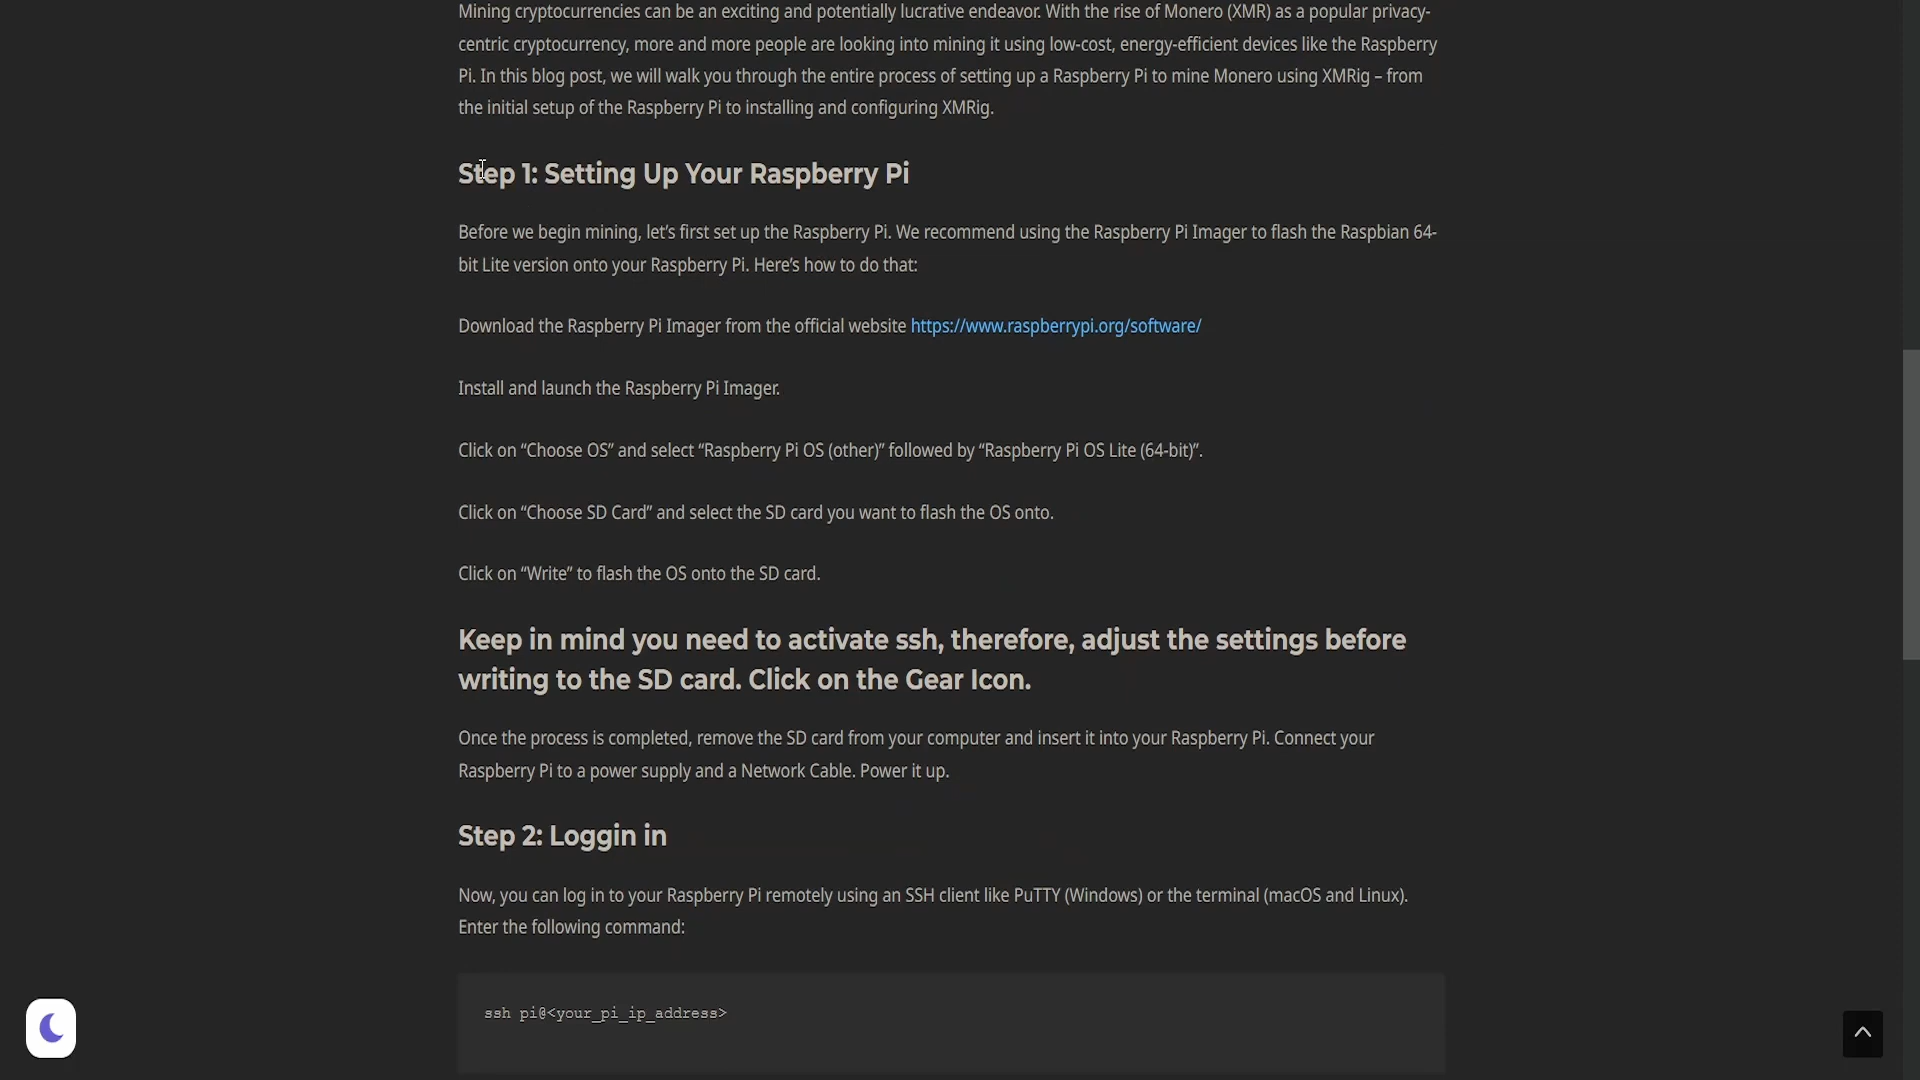 Mining cryptocurrencies can be an exciting and potentially lucrative endeavor. With the rise of Monero (XMR) as a popular privacy-
centric cryptocurrency, more and more people are looking into mining it using low-cost, energy-efficient devices like the Raspberry
Pi. In this blog post, we will walk you through the entire process of setting up a Raspberry Pi to mine Monero using XMRig – from
the initial setup of the Raspberry Pi to installing and configuring XMRig.
Step 1: Setting Up Your Raspberry Pi
Before we begin mining, let’s first set up the Raspberry Pi. We recommend using the Raspberry Pi Imager to flash the Raspbian 64-
bit Lite version onto your Raspberry Pi. Here’s how to do that:
Download the Raspberry Pi Imager from the official website https://www.raspberrypi.org/software/
Install and launch the Raspberry Pi Imager.
Click on “Choose OS” and select “Raspberry Pi OS (other)” followed by “Raspberry Pi OS Lite (64-bit)”.
Click on “Choose SD Card” and select the SD card you want to flash the OS onto.
Click on “Write” to flash the OS onto the SD card.
Keep in mind you need to activate ssh, therefore, adjust the settings before
writing to the SD card. Click on the Gear Icon.
Once the process is completed, remove the SD card from your computer and insert it into your Raspberry Pi. Connect your
Raspberry Pi to a power supply and a Network Cable. Power it up.
Step 2: Loggin in
Now, you can log in to your Raspberry Pi remotely using an SSH client like PuTTY (Windows) or the terminal (macOS and Linux).
Enter the following command:
ssh pi@<your_pi_ip_address>